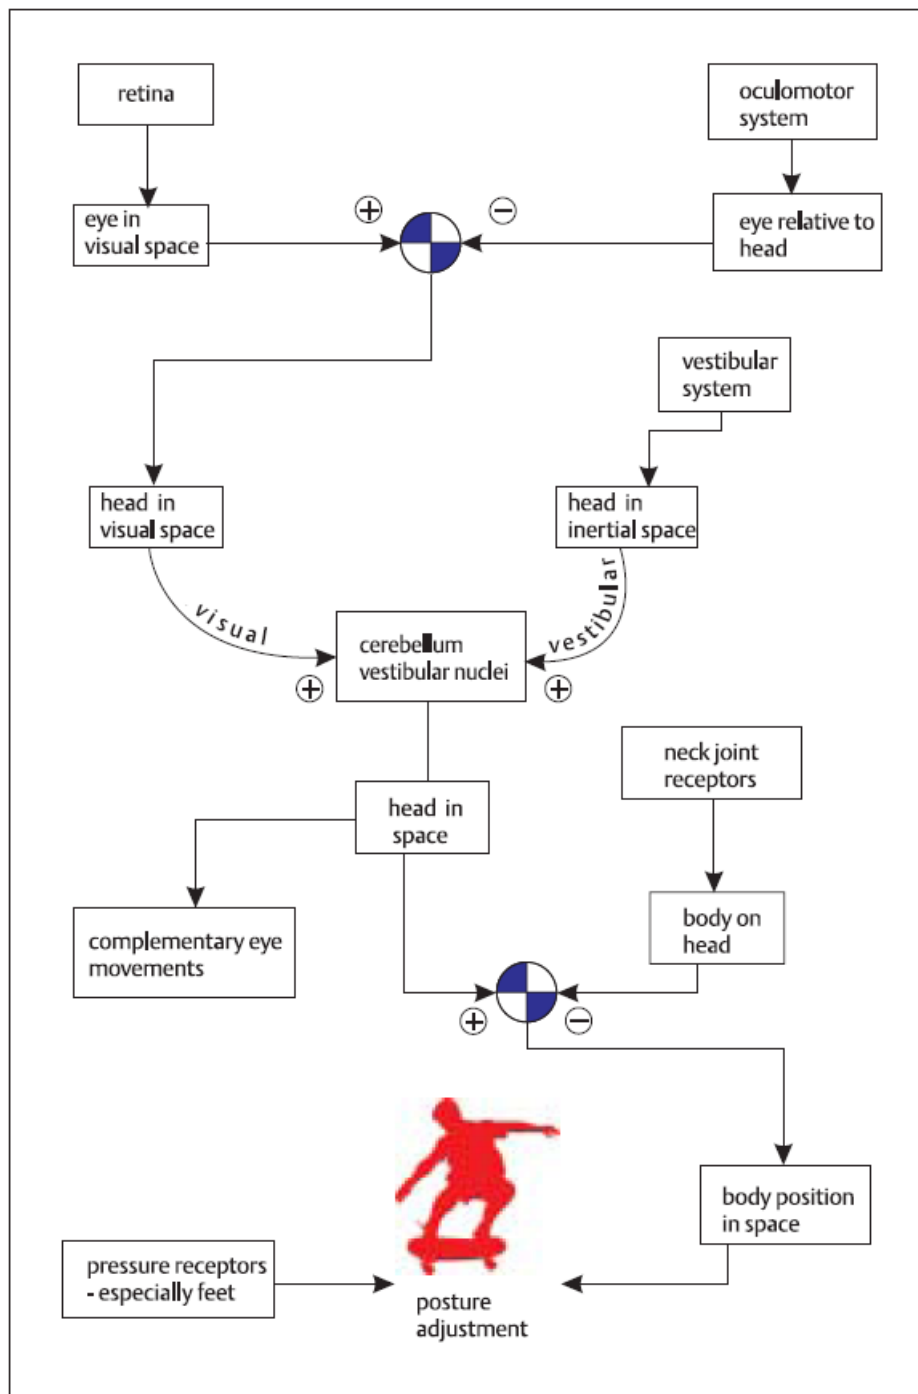 retina
oculomotor
system
eye in
visual space
+
−
eye relative to
head
vestibular
system
head in
visual space
head in
inertial space
visual
vestibular
cerebellum
vestibular nuclei
+
+
neck joint
receptors
head in
space
body on
head
complementary eye
movements
+
−
body position
in space
pressure receptors
- especially feet
posture
adjustment